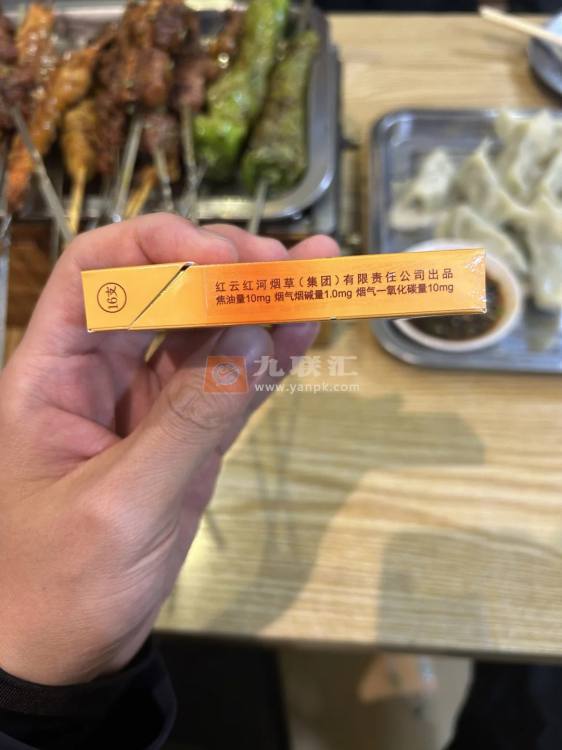 16支
红云红河烟草(集团)有限责任公司出品
焦油量10mg 烟气烟碱量1.0mg 烟气一氧化碳量10mg
九联汇
www.yanpk.com